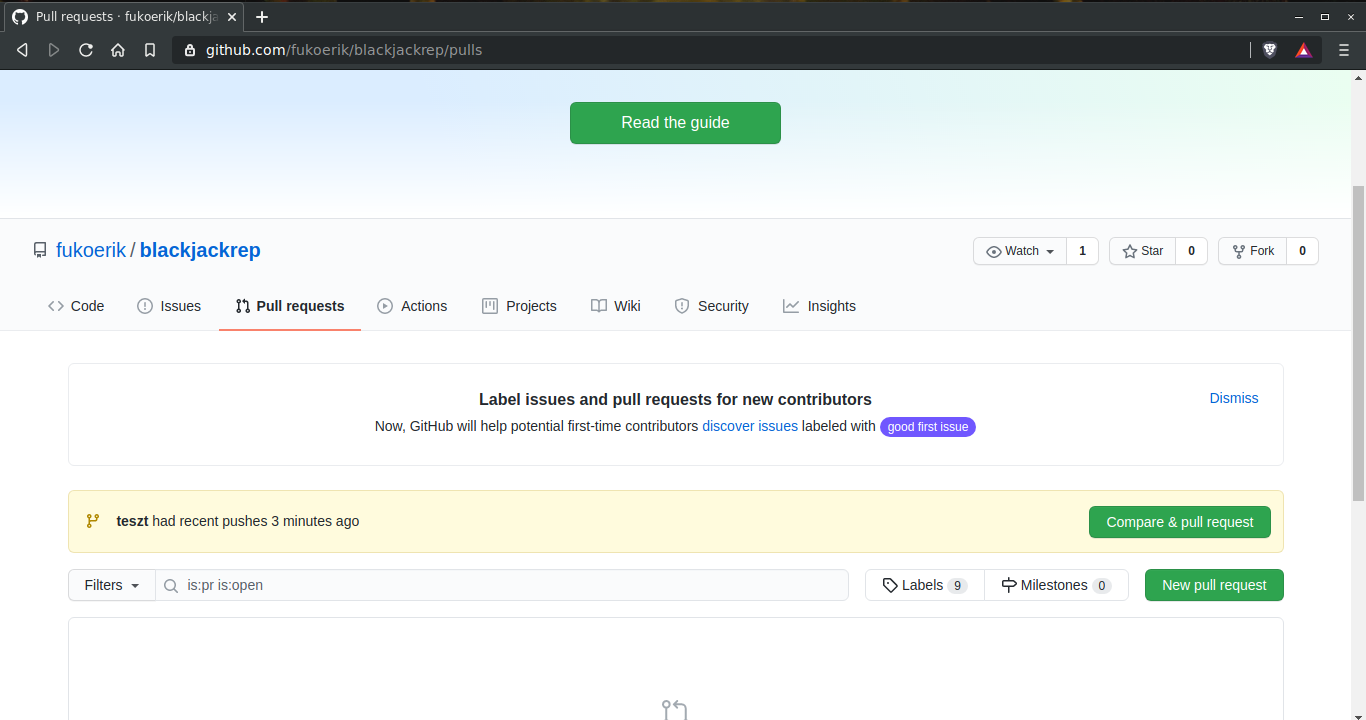 Pull requests · fukoerik/blackja
github.com/fukoerik/blackjackrep/pulls
Read the guide
fukoerik / blackjackrep
Watch 1 Star 0 Fork 0
Code Issues Pull requests Actions Projects Wiki Security Insights
Label issues and pull requests for new contributors
Dismiss
Now, GitHub will help potential first-time contributors discover issues labeled with good first issue
teszt had recent pushes 3 minutes ago
Compare & pull request
Filters is:pr is:open Labels 9 Milestones 0 New pull request